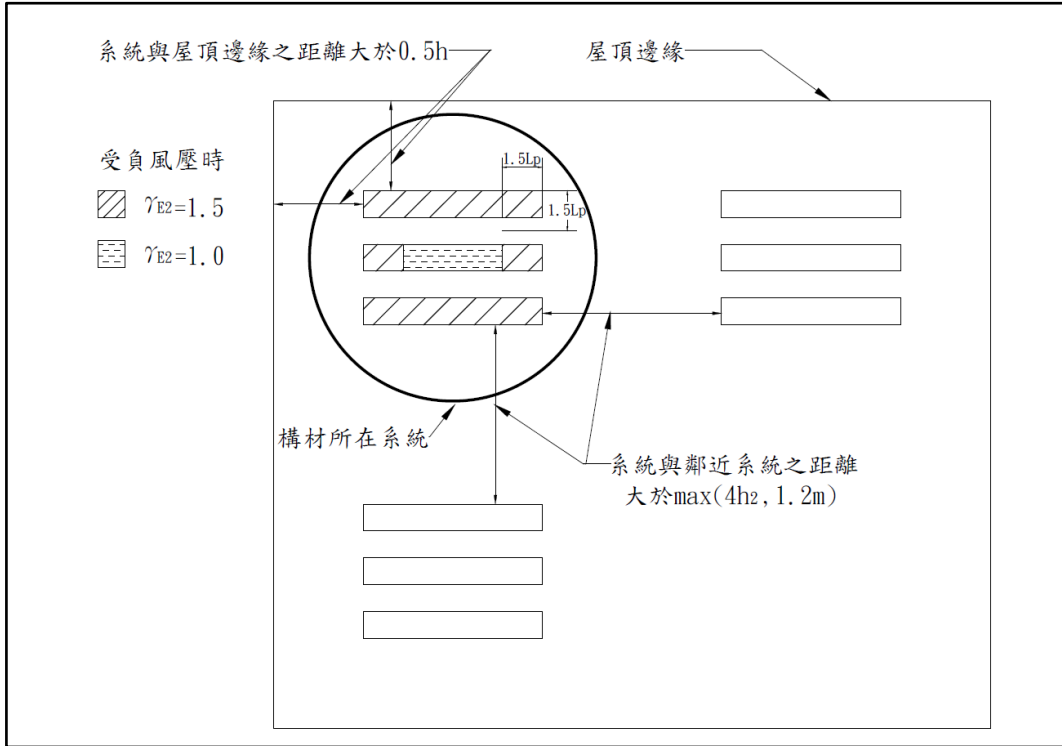 系統與屋頂邊緣之距離大於0.5h
屋頂邊緣
受負風壓時
γE2=1.5
γE2=1.0
1.5Lp
1.5Lp
構材所在系統
系統與鄰近系統之距離
大於max(4h2,1.2m)